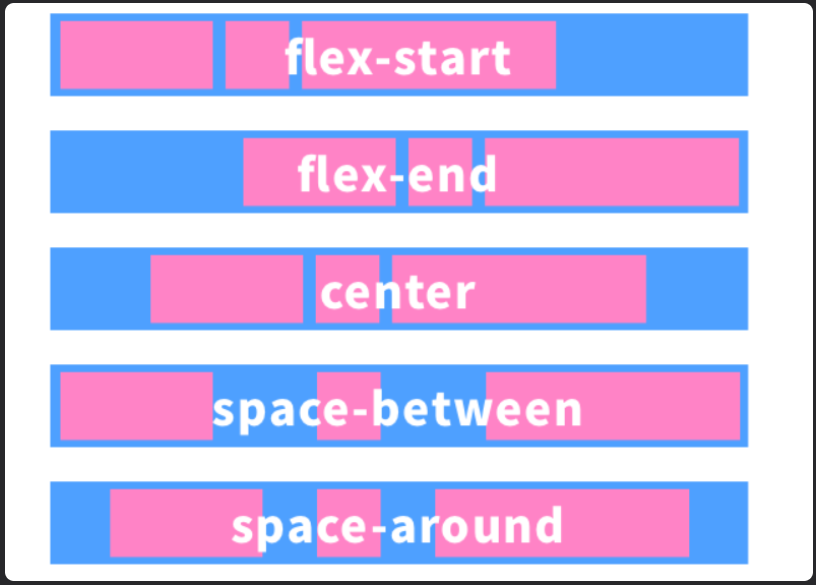 flex-start
flex-end
center
space-between
space-around